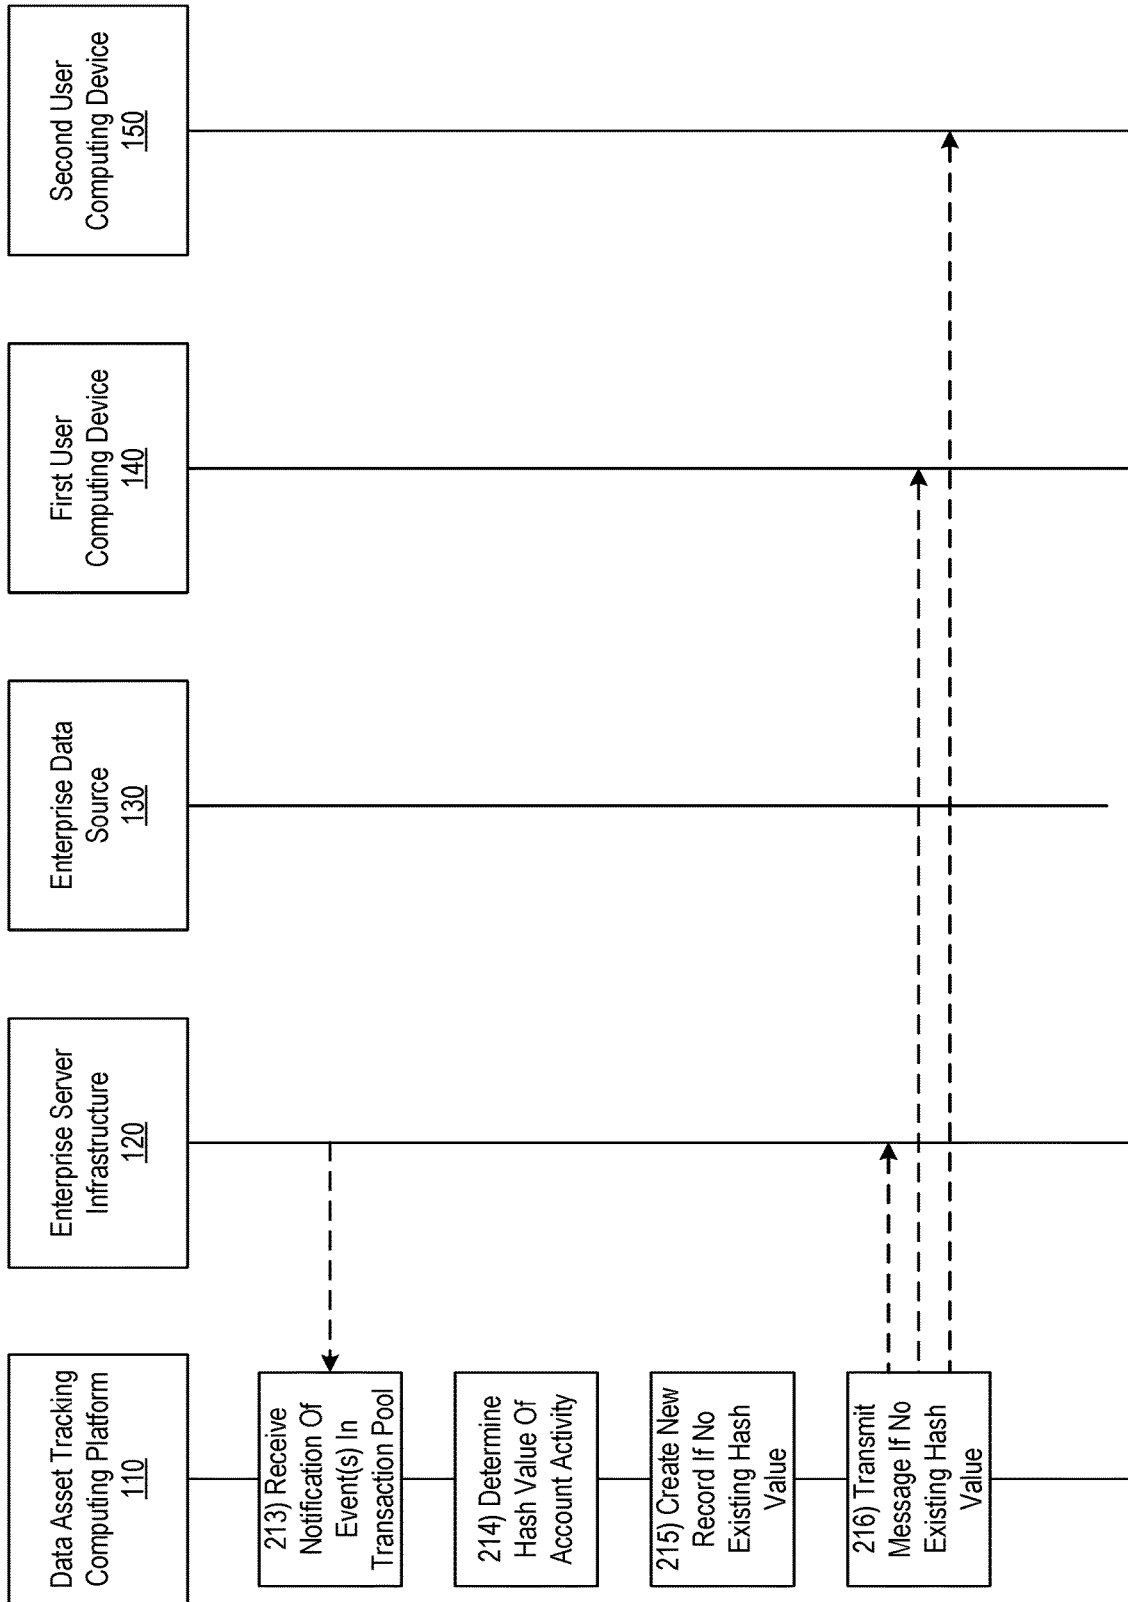 Data Asset Tracking
Computing Platform
110
Enterprise Server
Infrastructure
120
Enterprise Data
Source
130
First User
Computing Device
140
Second User
Computing Device
150
213) Receive
Notification Of
Event(s) In
Transaction Pool
214) Determine
Hash Value Of
Account Activity
215) Create New
Record If No
Existing Hash
Value
216) Transmit
Message If No
Existing Hash
Value